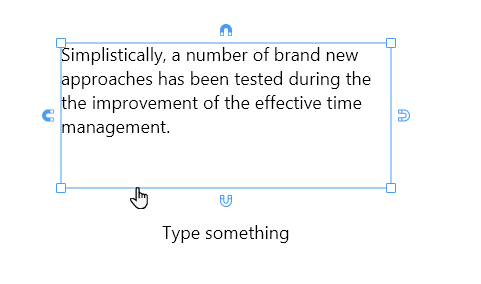 Simplistically, a number of brand new
approaches has been tested during the
the improvement of the effective time
management.
Type something